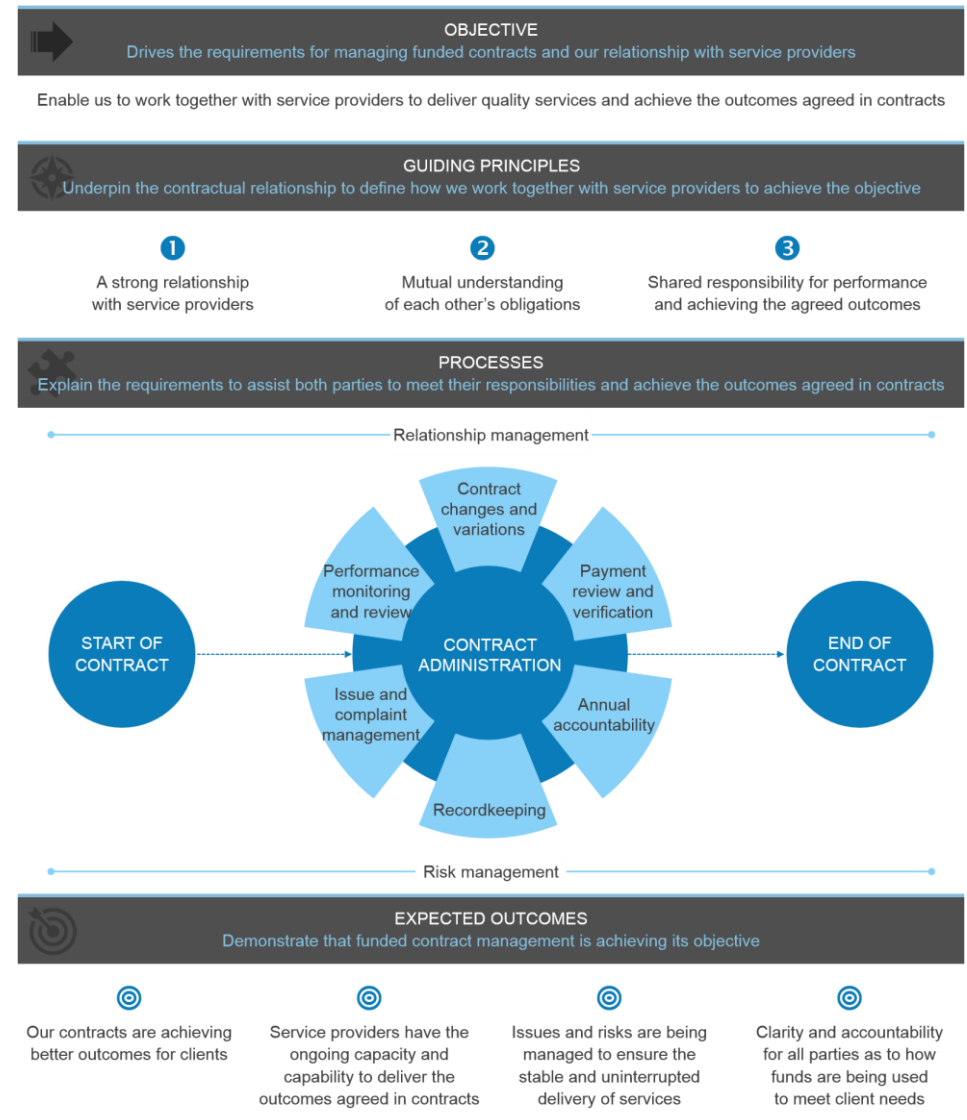 OBJECTIVE
Drives the requirements for managing funded contracts and our relationship with service providers
Enable us to work together with service providers to deliver quality services and achieve the outcomes agreed in contracts
GUIDING PRINCIPLES
Underpin the contractual relationship to define how we work together with service providers to achieve the objective
1
A strong relationship
with service providers
2
Mutual understanding
of each other’s obligations
3
Shared responsibility for performance
and achieving the agreed outcomes
PROCESSES
Explain the requirements to assist both parties to meet their responsibilities and achieve the outcomes agreed in contracts
Relationship management
START OF
CONTRACT
CONTRACT
ADMINISTRATION
Contract
changes and
variations
Payment
review and
verification
Annual
accountability
Recordkeeping
Issue and
complaint
management
Performance
monitoring
and review
END OF
CONTRACT
Risk management
EXPECTED OUTCOMES
Demonstrate that funded contract management is achieving its objective
Our contracts are achieving
better outcomes for clients
Service providers have the
ongoing capacity and
capability to deliver the
outcomes agreed in contracts
Issues and risks are being
managed to ensure the
stable and uninterrupted
delivery of services
Clarity and accountability
for all parties as to how
funds are being used
to meet client needs